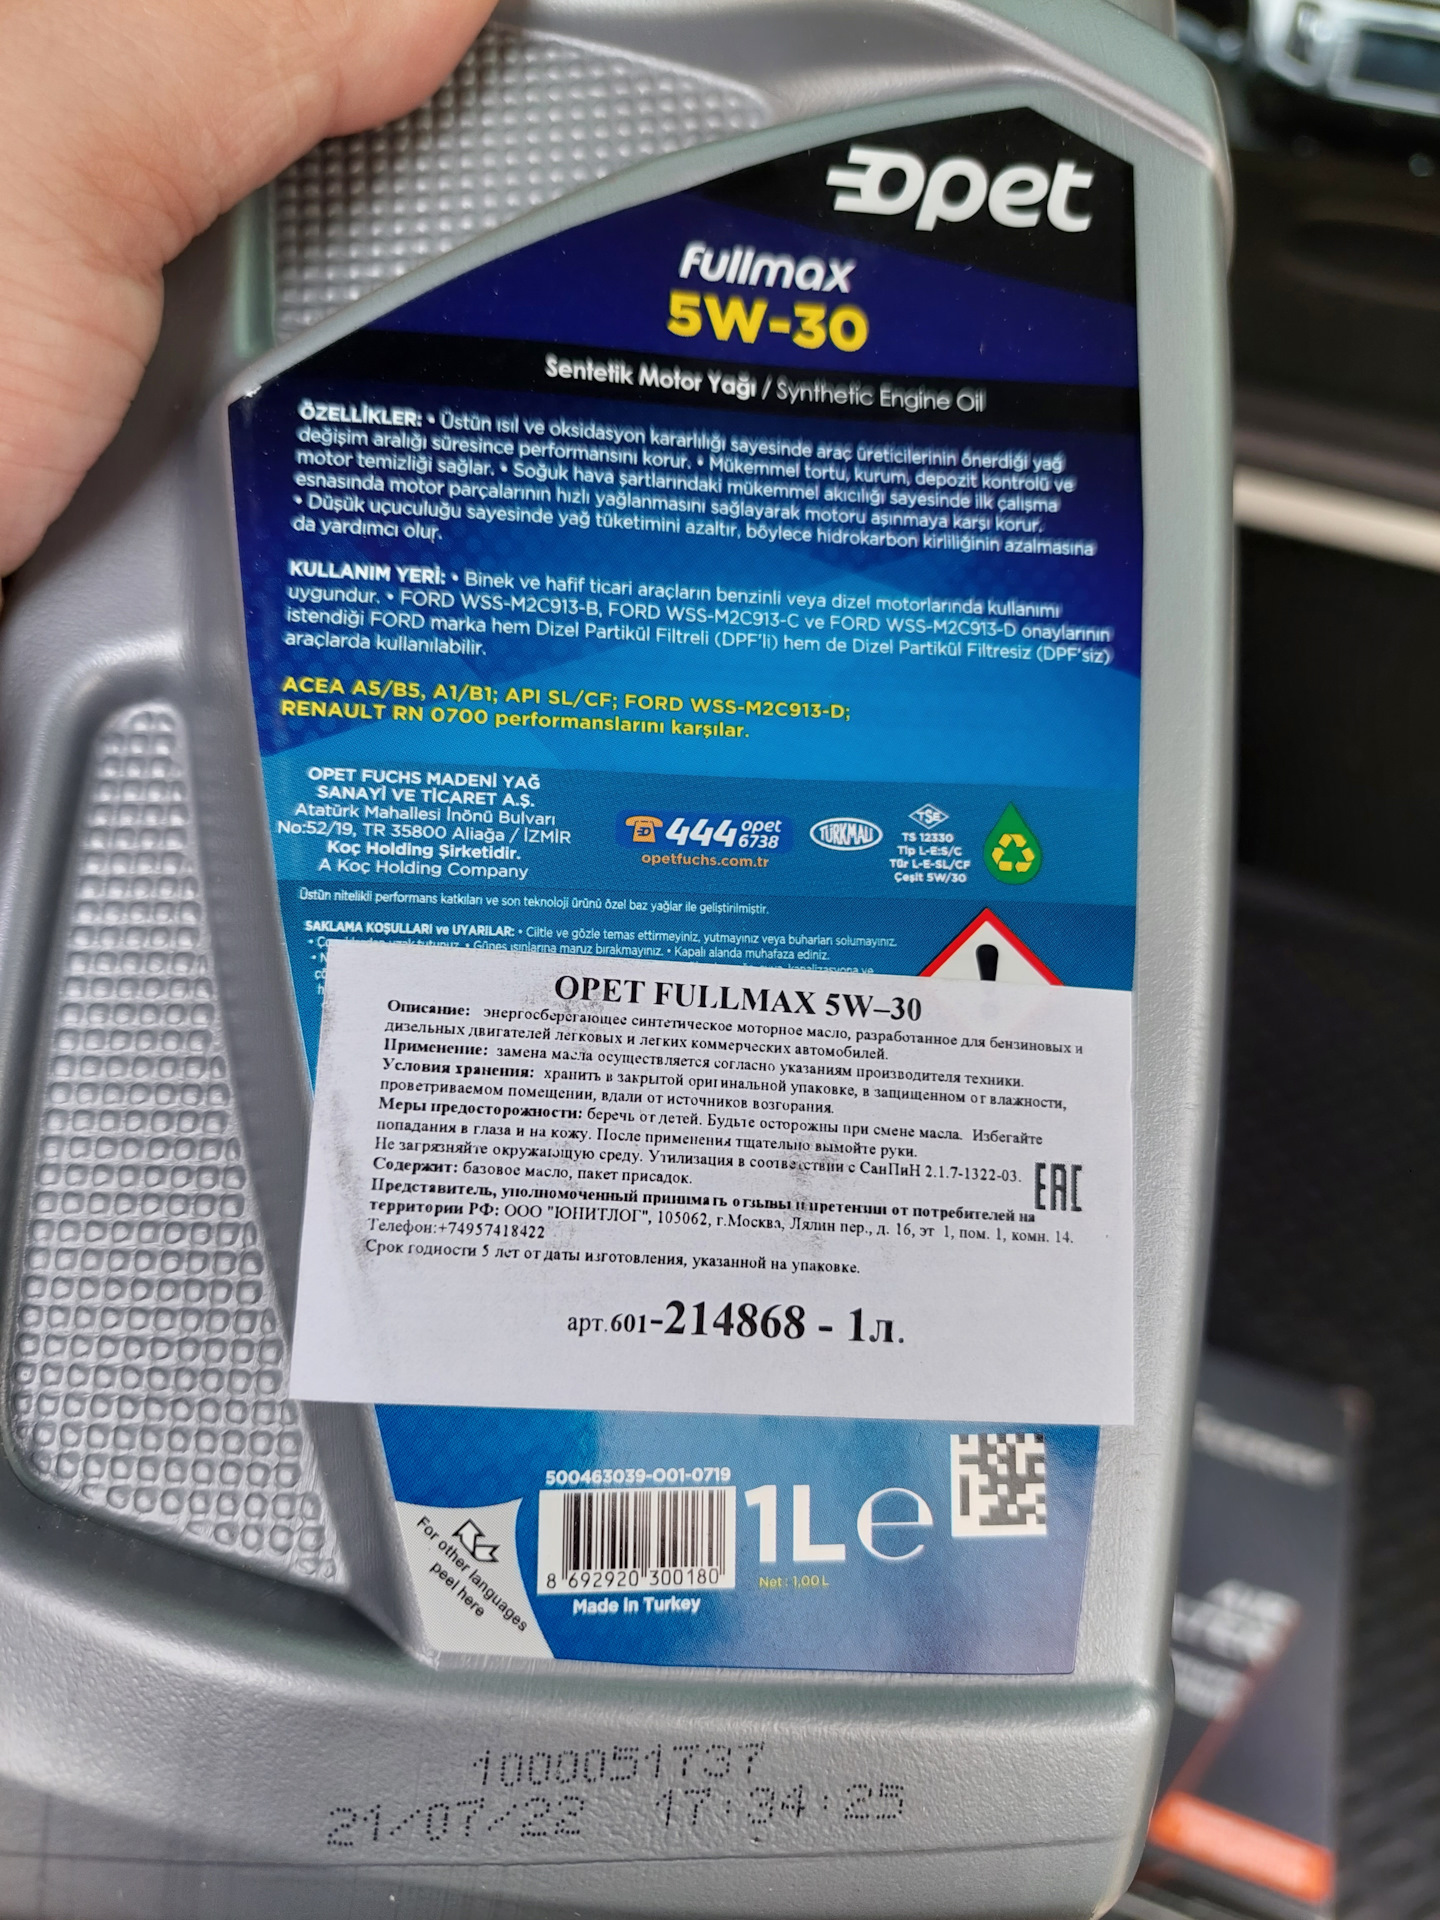 opet
fullmax
5W-30
Sentetik Motor Yağı / Synthetic Engine Oil
ÖZELLİKLER: • Üstün ısıl ve oksidasyon kararlılığı sayesinde araç üreticilerinin önerdiği yağ
değişim aralığı süresince performansını korur. • Mükemmel tortu, kurum, depozit kontrolü ve
motor temizliği sağlar. • Soğuk hava şartlarındaki mükemmel akıcılığı sayesinde ilk çalışma
esnasında motor parçalarının hızlı yağlanmasını sağlayarak motoru aşınmaya karşı korur.
• Düşük uçuculuğu sayesinde yağ tüketimini azaltır, böylece hidrokarbon kirliliğinin azalmasına
da yardımcı olur.
KULLANIM YERİ: • Binek ve hafif ticari araçların benzinli veya dizel motorlarında kullanımı
uygundur. • FORD WSS-M2C913-B, FORD WSS-M2C913-C ve FORD WSS-M2C913-D onaylarının
istendiği FORD marka hem Dizel Partikül Filtreli (DPF'li) hem de Dizel Partikül Filtresiz (DPF'siz)
araçlarda kullanılabilir.
ACEA A5/B5, A1/B1; API SL/CF; FORD WSS-M2C913-D;
RENAULT RN 0700 performanslarını karşılar.
OPET FUCHS MADENİ YAĞ
SANAYİ VE TİCARET A.Ş.
Atatürk Mahallesi İnönü Bulvarı
No:52/19, TR 35800 Aliağa / İZMİR
Koç Holding Şirketidir.
A Koç Holding Company
444 opet
6738
opetfuchs.com.tr
TÜRKMALI
TSE
TS 12330
Tip L-E:S/C
Tür L-E-SL/CF
Çeşit 5W/30
Üstün nitelikli performans katkıları ve son teknoloji ürünü özel baz yağlar ile geliştirilmiştir.
SAKLAMA KOŞULLARI ve UYARILAR: • Ciltle ve gözle temas ettirmeyiniz, yutmayınız veya buharları solumayınız.
• Güneş ışınlarına maruz bırakmayınız. • Kapalı alanda muhafaza ediniz.
OPET FULLMAX 5W–30
Описание: энергосберегающее синтетическое моторное масло, разработанное для бензиновых и
дизельных двигателей легковых и легких коммерческих автомобилей.
Применение: замена масла осуществляется согласно указаниям производителя техники.
Условия хранения: хранить в закрытой оригинальной упаковке, в защищенном от влажности,
проветриваемом помещении, вдали от источников возгорания.
Меры предосторожности: беречь от детей. Будьте осторожны при смене масла. Избегайте
попадания в глаза и на кожу. После применения тщательно вымойте руки.
Не загрязняйте окружающую среду. Утилизация в соответствии с СанПиН 2.1.7-1322-03.
Содержит: базовое масло, пакет присадок.
EAC
Представитель, уполномоченный принимать отзывы и претензии от потребителей на
территории РФ: ООО "ЮНИТЛОГ", 105062, г.Москва, Лялин пер., д. 16, эт 1, пом. 1, комн. 14.
Телефон:+74957418422
Срок годности 5 лет от даты изготовления, указанной на упаковке.
арт.601-214868 - 1л.
500463039-001-0719
8 692920 300180
Made in Turkey
1L e
Net : 1,00 L
For other languages
peel here
1000051737
21/07/22 17:34:25